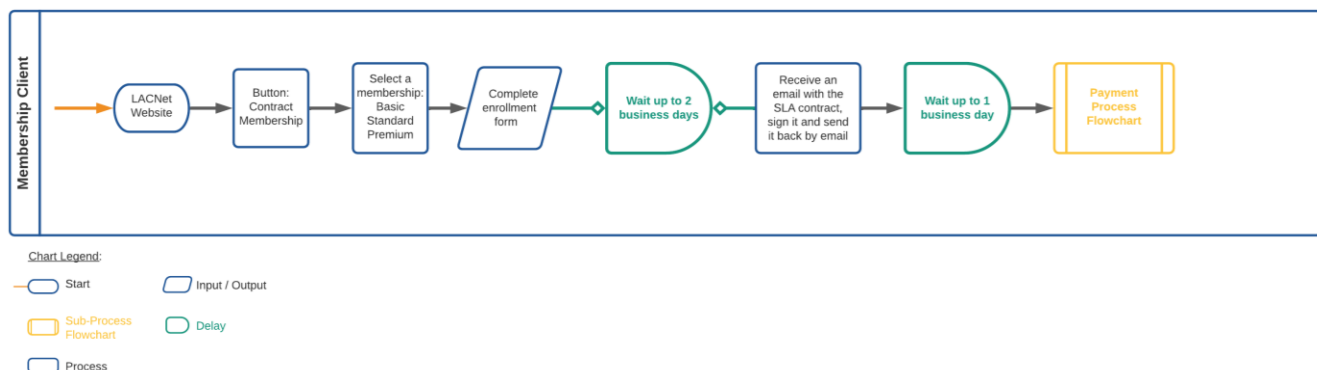 Membership Client
LACNet
Website
Button:
Contract
Membership
Select a
membership:
Basic
Standard
Premium
Complete
enrollment
form
Wait up to 2
business days
Receive an
email with the
SLA contract,
sign it and send
it back by email
Wait up to 1
business day
Payment
Process
Flowchart
Chart Legend:
Start
Input / Output
Sub-Process
Flowchart
Delay
Process